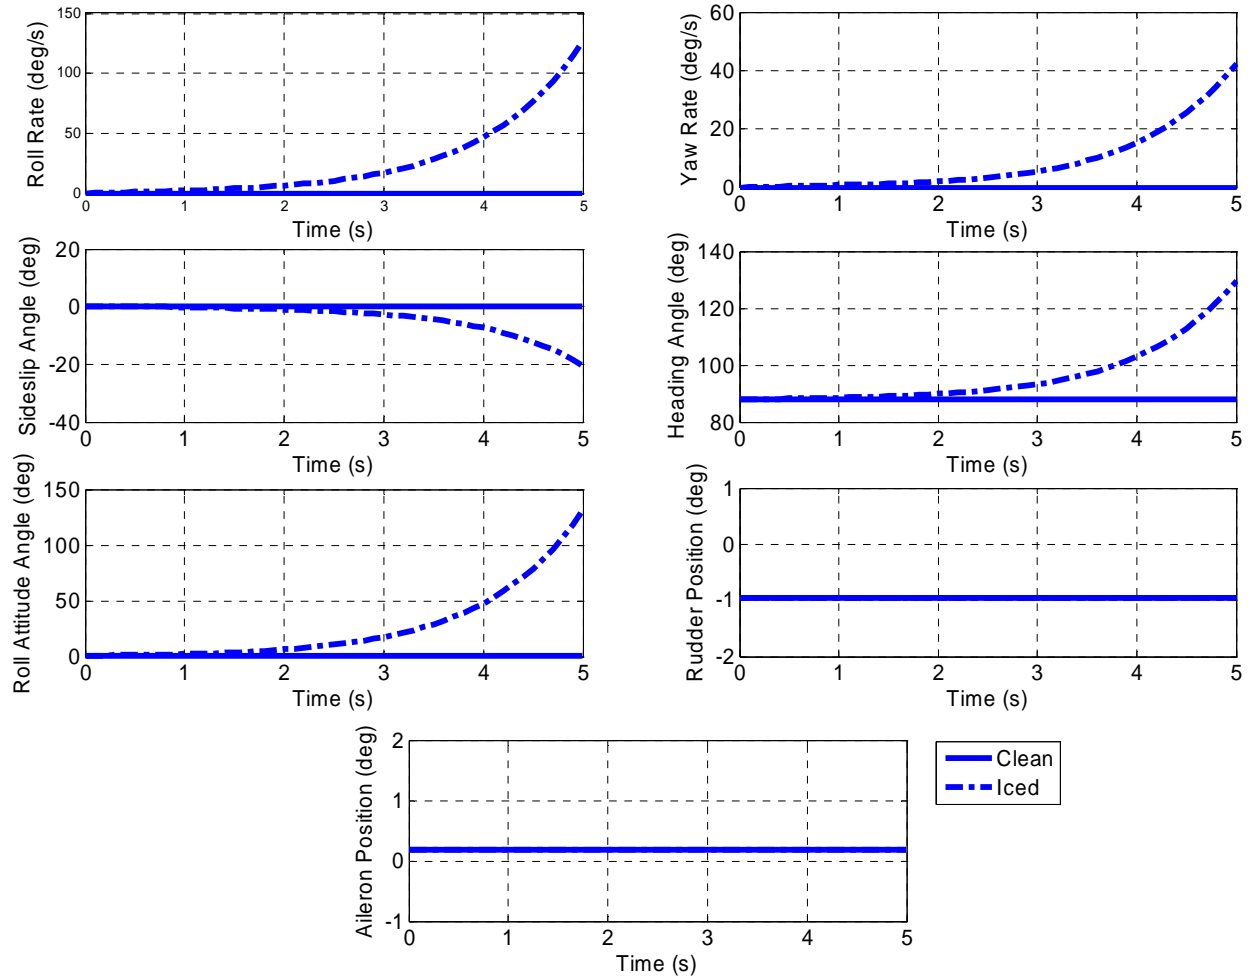 Roll Rate (deg/s)
150
100
50
0
0 1 2 3 4 5
Time (s)
Yaw Rate (deg/s)
60
40
20
0
0 1 2 3 4 5
Time (s)
Sideslip Angle (deg)
20
0
-20
-40
0 1 2 3 4 5
Time (s)
Heading Angle (deg)
140
120
100
80
0 1 2 3 4 5
Time (s)
Roll Attitude Angle (deg)
150
100
50
0
0 1 2 3 4 5
Time (s)
Rudder Position (deg)
1
0
-1
-2
0 1 2 3 4 5
Time (s)
Aileron Position (deg)
2
1
0
-1
0 1 2 3 4 5
Time (s)
Clean
Iced